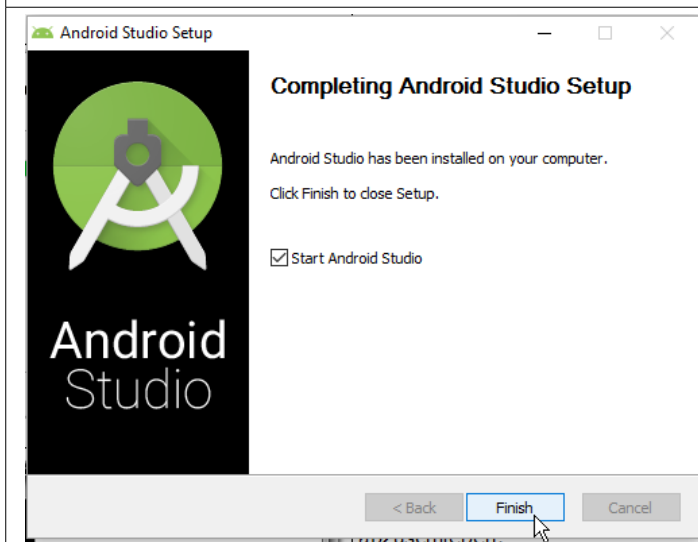 Android Studio Setup
Completing Android Studio Setup
Android Studio has been installed on your computer.
Click Finish to close Setup.
Start Android Studio
Android
Studio
< Back
Finish
Cancel